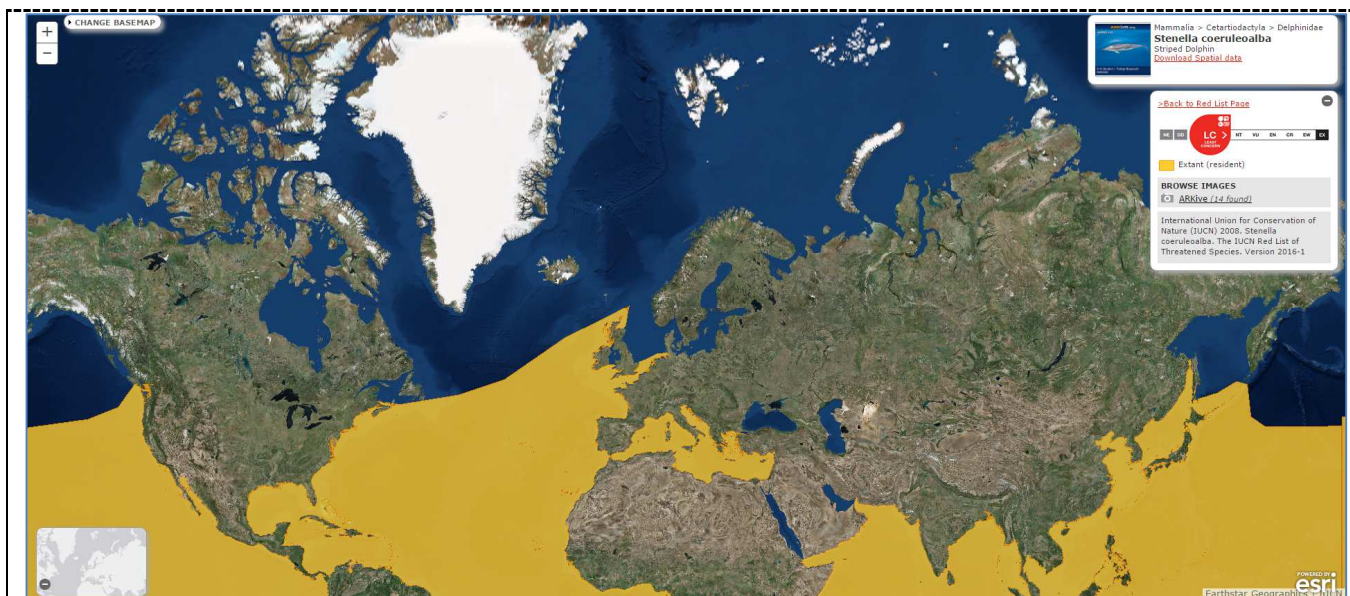 +
−
CHANGE BASEMAP
Mammalia > Cetartiodactyla > Delphinidae
Stenella coeruleoalba
Striped Dolphin
Download Spatial data
>Back to Red List Page
NE DD LC > NT VU EN CR EW EX
LEAST
CONCERN
Extant (resident)
BROWSE IMAGES
ARKive (14 found)
International Union for Conservation of
Nature (IUCN) 2008. Stenella
coeruleoalba. The IUCN Red List of
Threatened Species. Version 2016-1
POWERED BY
esri
Earthstar Geographics | IUCN